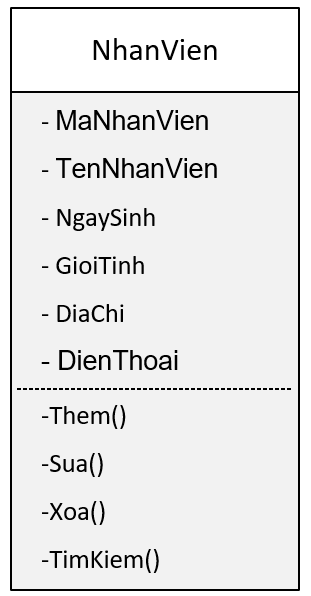 NhanVien
- MaNhanVien
- TenNhanVien
- NgaySinh
- GioiTinh
- DiaChi
- DienThoai
-Them()
-Sua()
-Xoa()
-TimKiem()